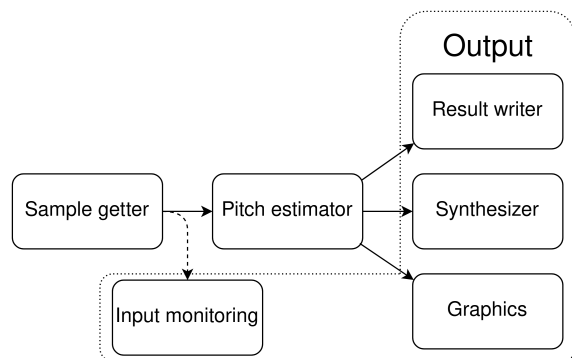 Output
Result writer
Sample getter
Pitch estimator
Synthesizer
Input monitoring
Graphics